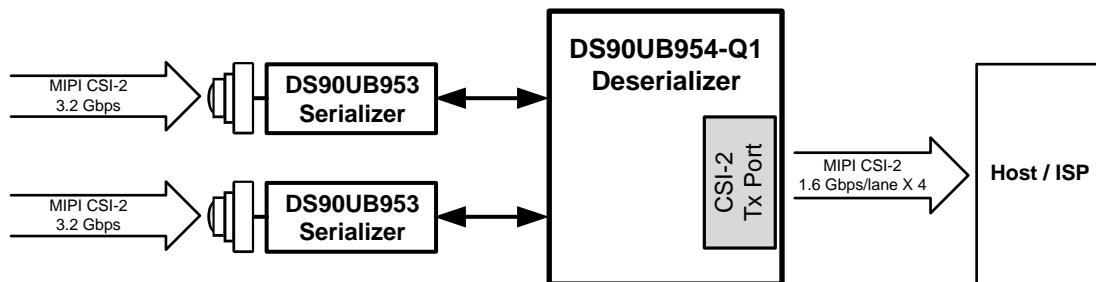 MIPI CSI-2
3.2 Gbps
DS90UB953
Serializer
MIPI CSI-2
3.2 Gbps
DS90UB953
Serializer
DS90UB954-Q1
Deserializer
CSI-2
Tx Port
MIPI CSI-2
1.6 Gbps/lane X 4
Host / ISP